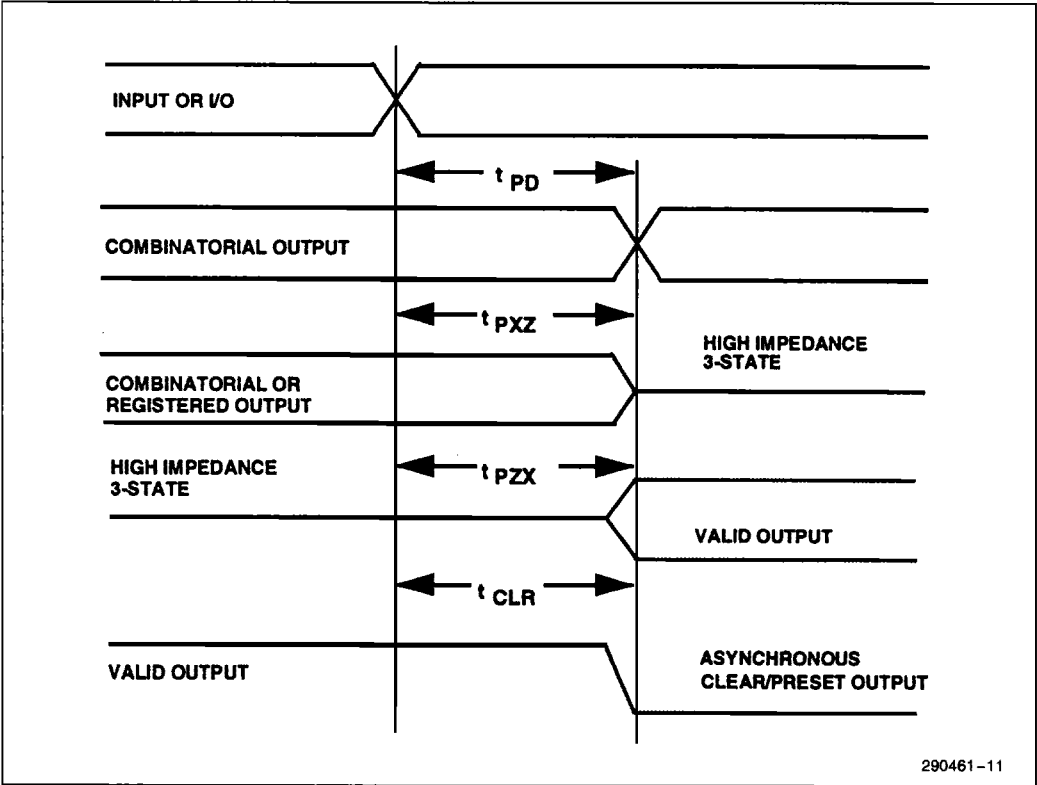 INPUT OR I/O
t PD
COMBINATORIAL OUTPUT
t PXZ
HIGH IMPEDANCE
3-STATE
COMBINATORIAL OR
REGISTERED OUTPUT
HIGH IMPEDANCE
3-STATE
t PZX
VALID OUTPUT
t CLR
VALID OUTPUT
ASYNCHRONOUS
CLEAR/PRESET OUTPUT
290461-11